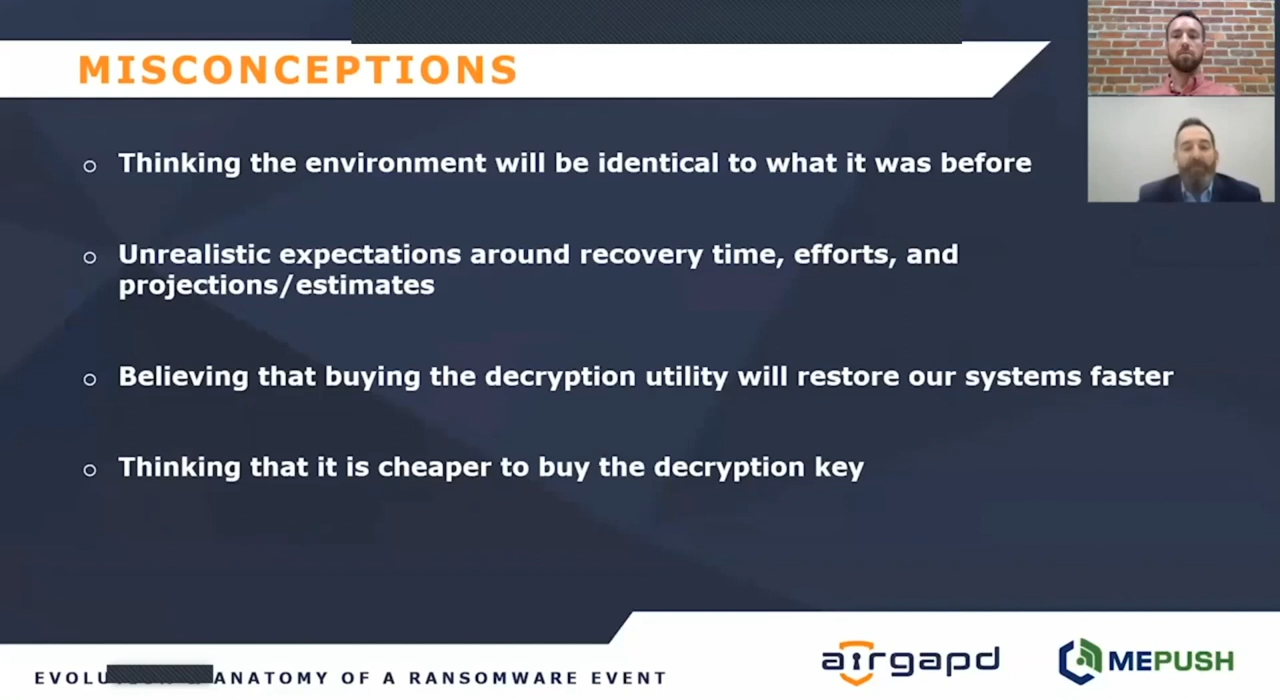 MISCONCEPTIONS
Thinking the environment will be identical to what it was before
Unrealistic expectations around recovery time, efforts, and
projections/estimates
Believing that buying the decryption utility will restore our systems faster
Thinking that it is cheaper to buy the decryption key
ANATOMY OF A RANSOMWARE EVENT
airgapd
MEPUSH